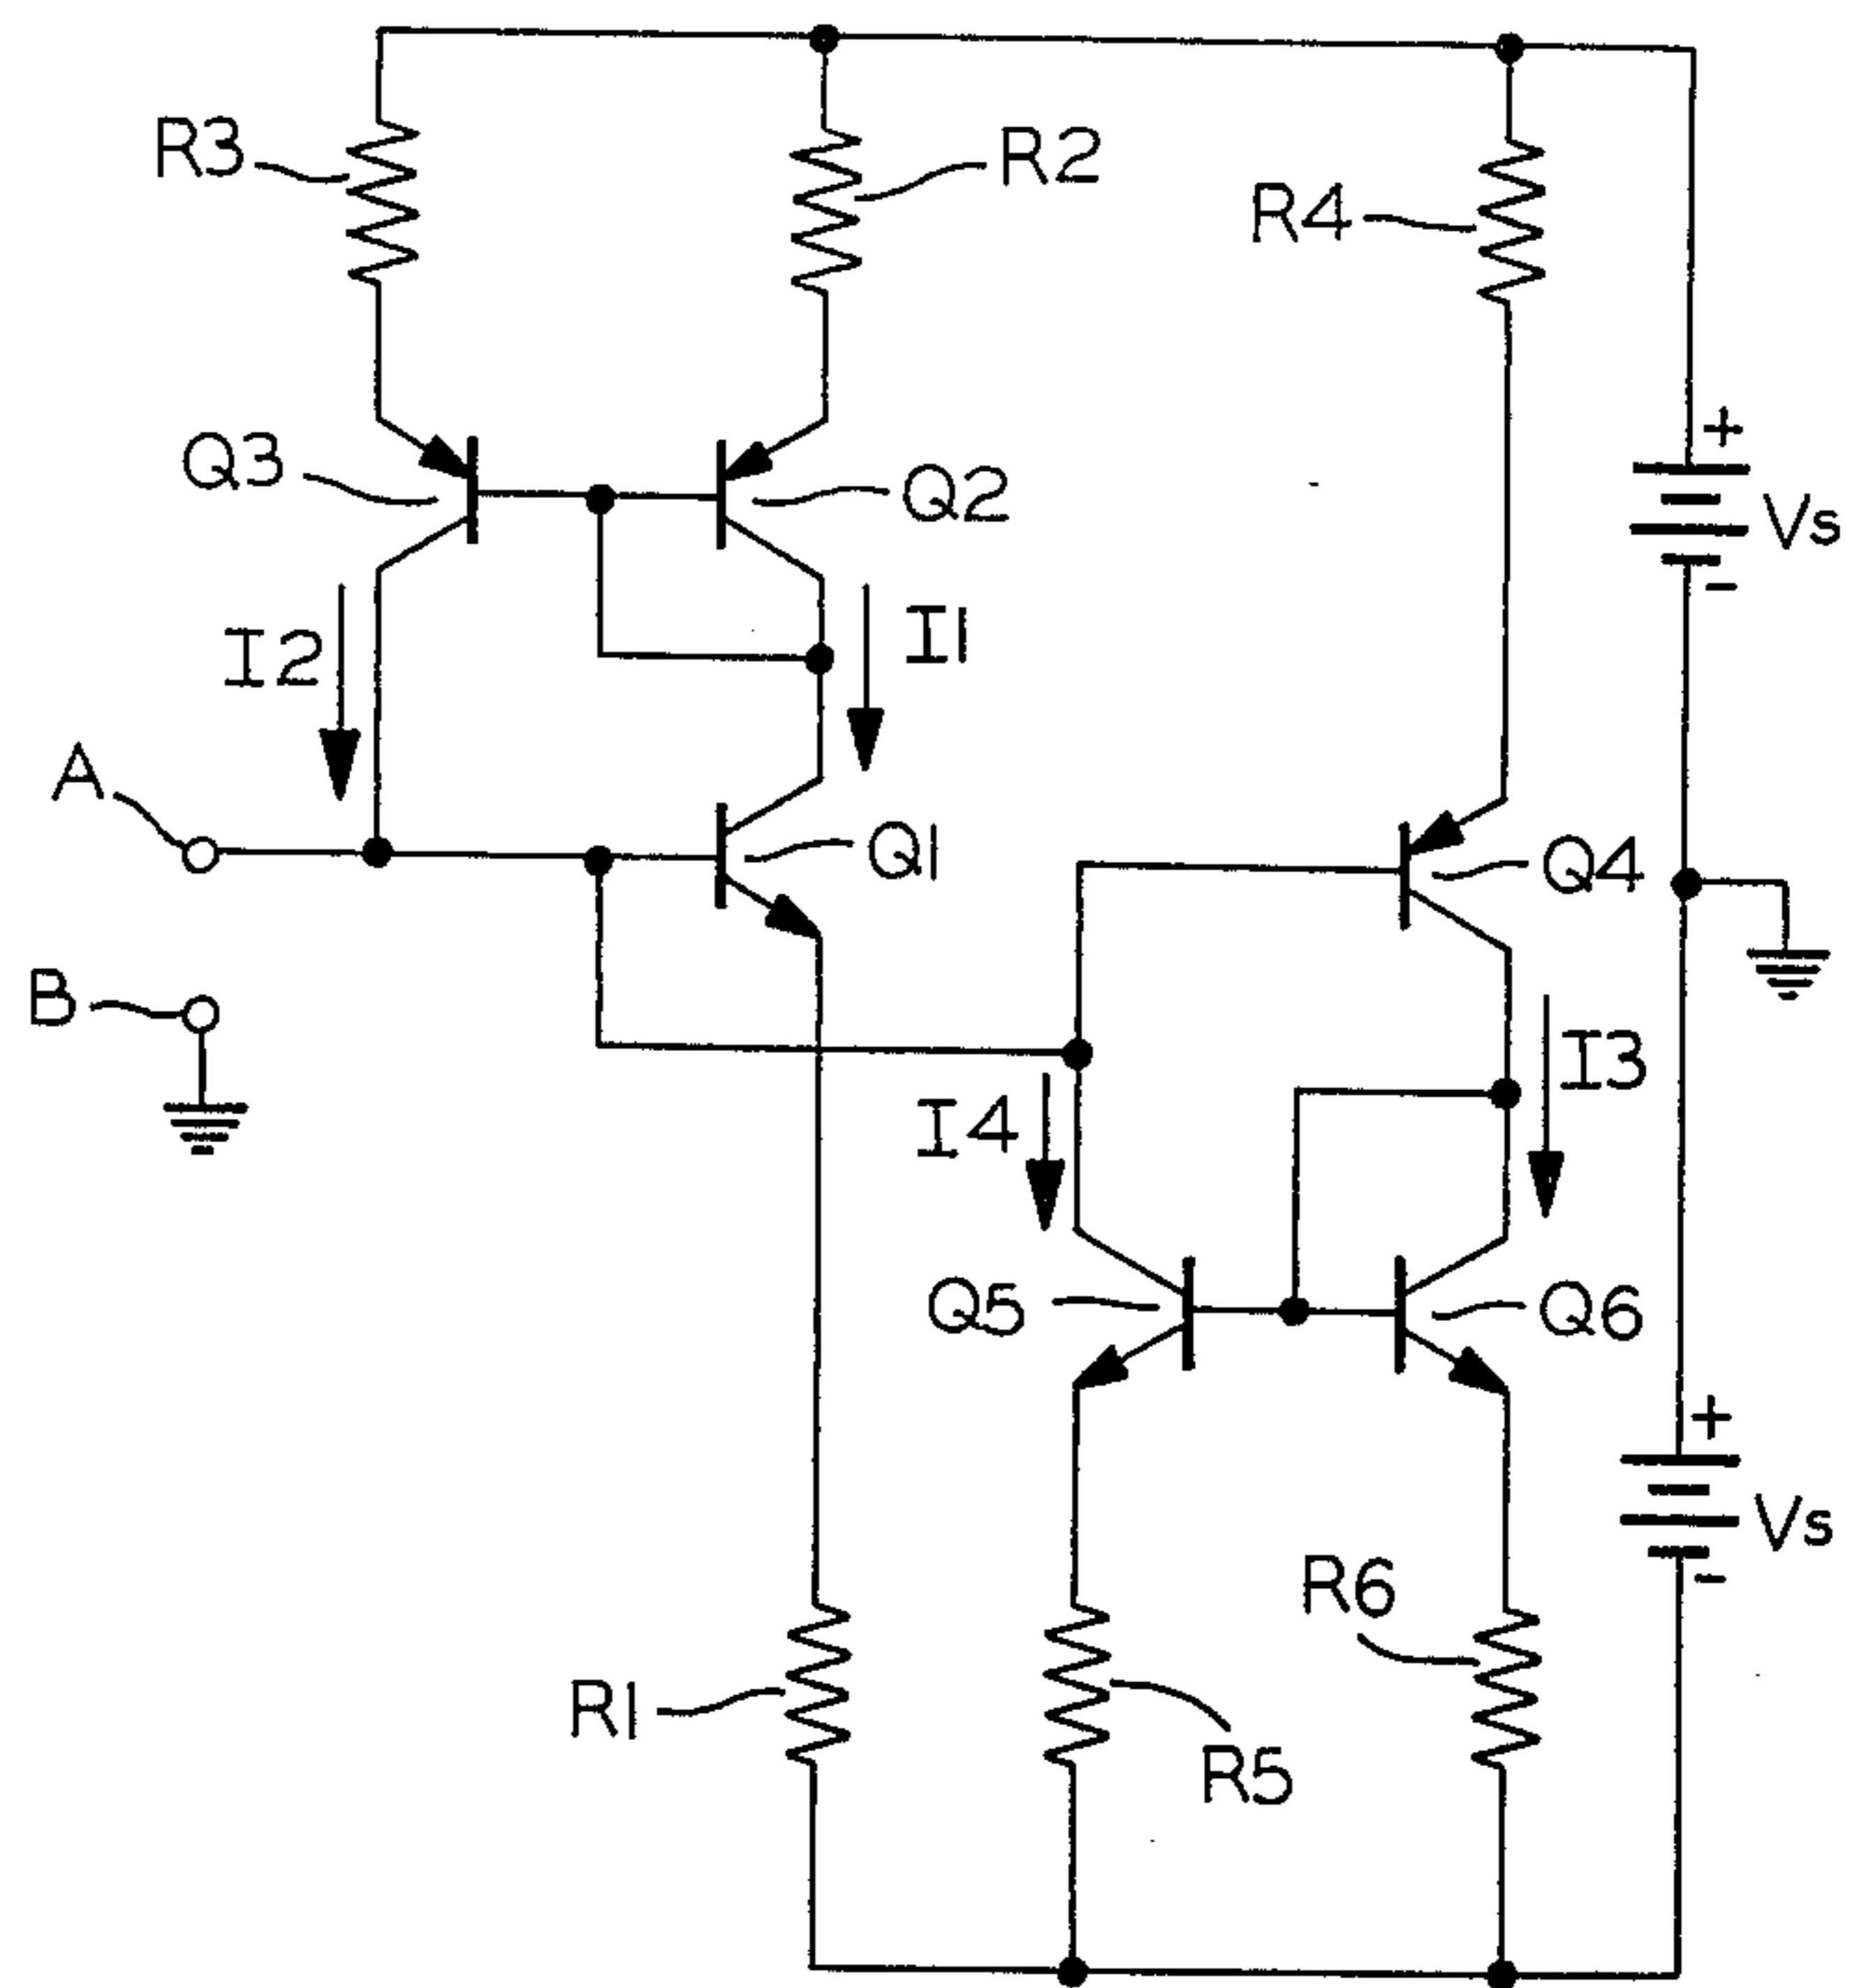 R3
R2
R4
+
Q3
Q2
Vs
-
I2
I1
A
Q1
Q4
B
I4
I3
Q5
Q6
+
Vs
R6
-
R1
R5